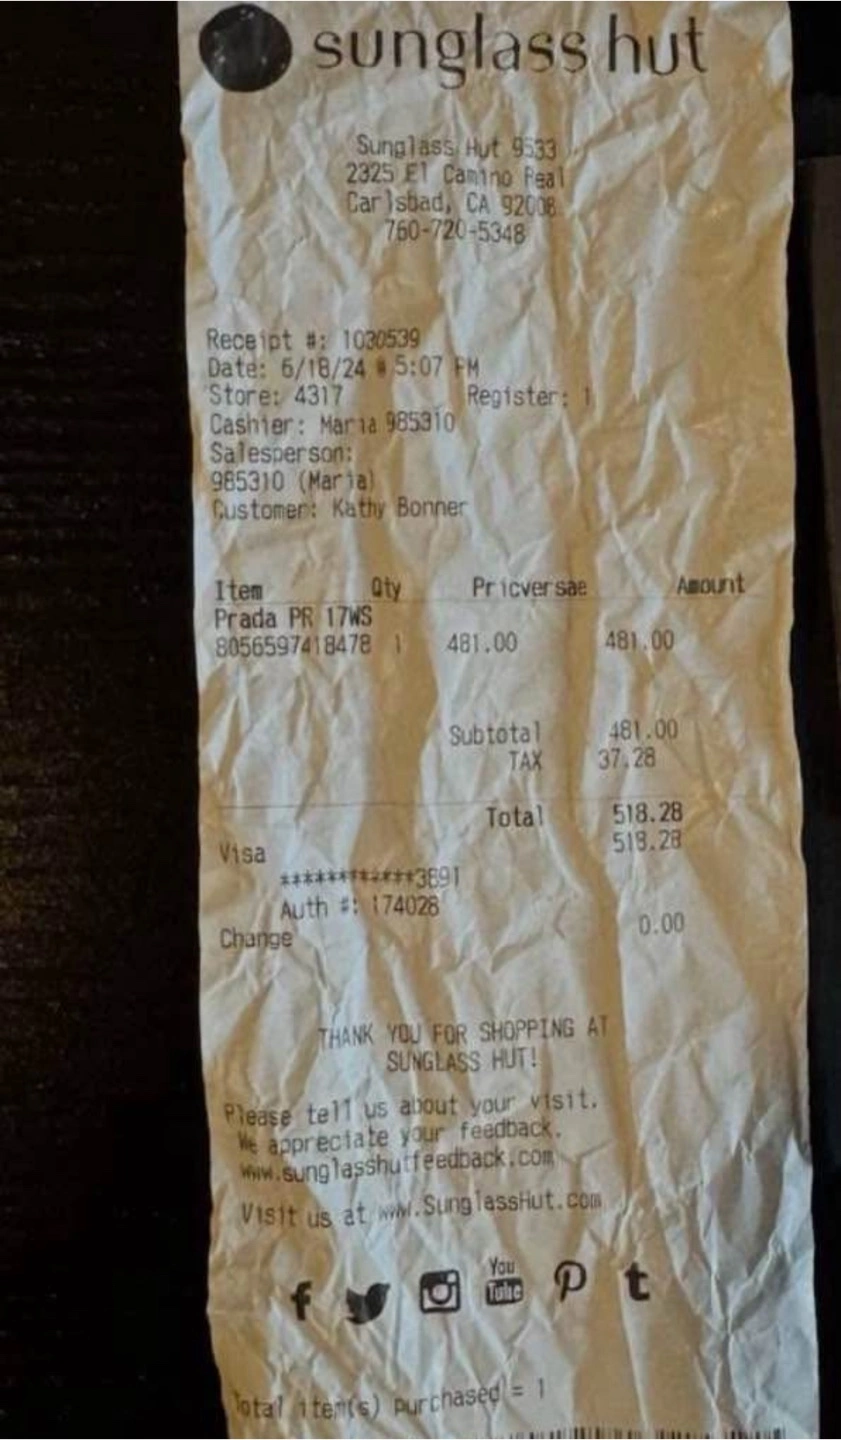 sunglass hut
Sunglass Hut 9533
2325 El Camino Real
Carlsbad, CA 92008
760-720-5348
Receipt #: 1030539
Date: 6/18/24 @ 5:07 PM
Store: 4317 Register: 1
Cashier: Maria 985310
Salesperson:
985310 (Maria)
Customer: Kathy Bonner
Item Qty Pricversae Amount
Prada PR 17WS
8056597418478 1 481.00 481.00
Subtotal 481.00
TAX 37.28
Total 518.28
Visa 518.28
************3691
Auth #: 174028
Change 0.00
THANK YOU FOR SHOPPING AT
SUNGLASS HUT!
Please tell us about your visit.
We appreciate your feedback.
www.sunglasshutfeedback.com
Visit us at www.SunglassHut.com
You
Tube
Total item(s) purchased = 1